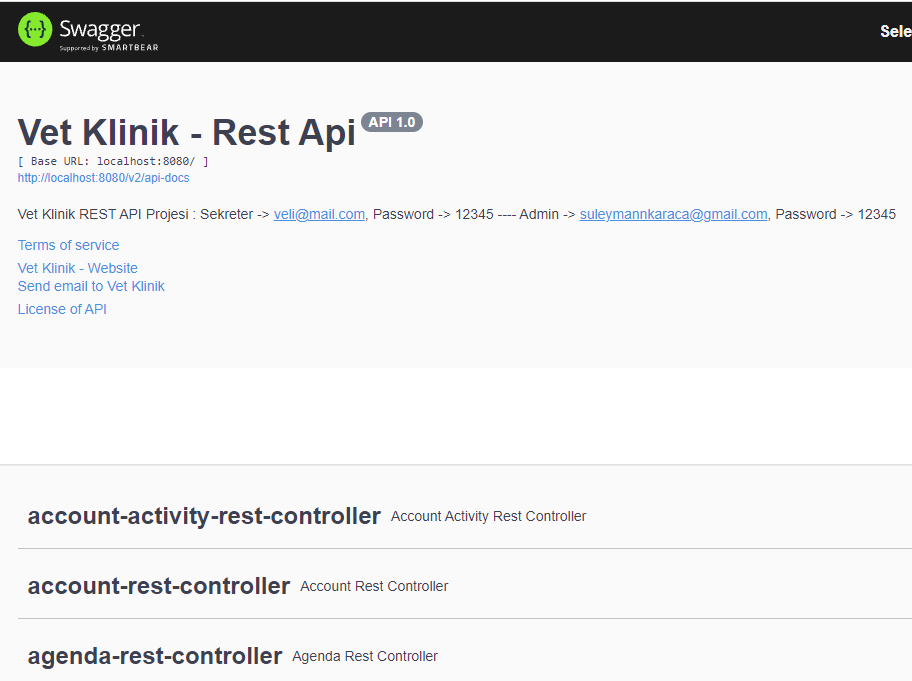 Swagger
Supported by SMARTBEAR
Sele
Vet Klinik - Rest Api API 1.0
[ Base URL: localhost:8080/ ]
http://localhost:8080/v2/api-docs
Vet Klinik REST API Projesi : Sekreter -> veli@mail.com, Password -> 12345 ---- Admin -> suleymannkaraca@gmail.com, Password -> 12345
Terms of service
Vet Klinik - Website
Send email to Vet Klinik
License of API
account-activity-rest-controller Account Activity Rest Controller
account-rest-controller Account Rest Controller
agenda-rest-controller Agenda Rest Controller